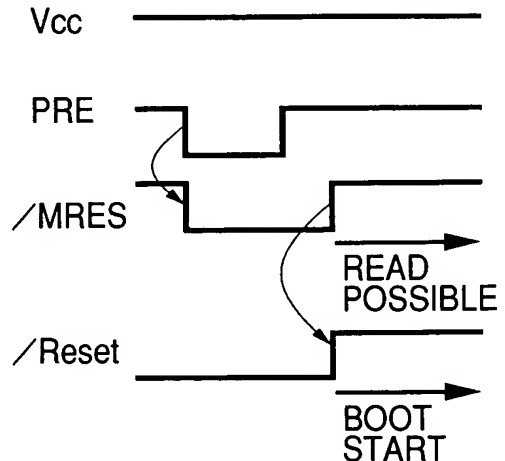 Vcc
PRE
/MRES
READ
POSSIBLE
/Reset
BOOT
START